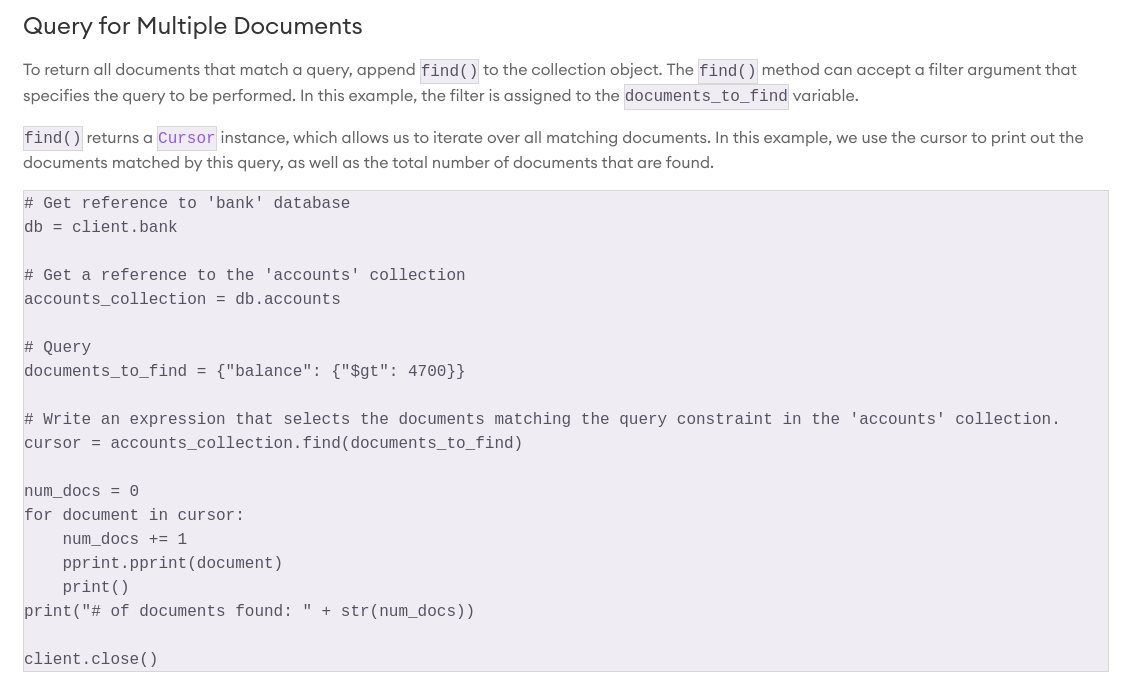 Query for Multiple Documents
To return all documents that match a query, append find() to the collection object. The find() method can accept a filter argument that
specifies the query to be performed. In this example, the filter is assigned to the documents_to_find variable.
find() returns a Cursor instance, which allows us to iterate over all matching documents. In this example, we use the cursor to print out the
documents matched by this query, as well as the total number of documents that are found.
# Get reference to 'bank' database
db = client.bank

# Get a reference to the 'accounts' collection
accounts_collection = db.accounts

# Query
documents_to_find = {"balance": {"$gt": 4700}}

# Write an expression that selects the documents matching the query constraint in the 'accounts' collection.
cursor = accounts_collection.find(documents_to_find)

num_docs = 0
for document in cursor:
    num_docs += 1
    pprint.pprint(document)
    print()
print("# of documents found: " + str(num_docs))

client.close()